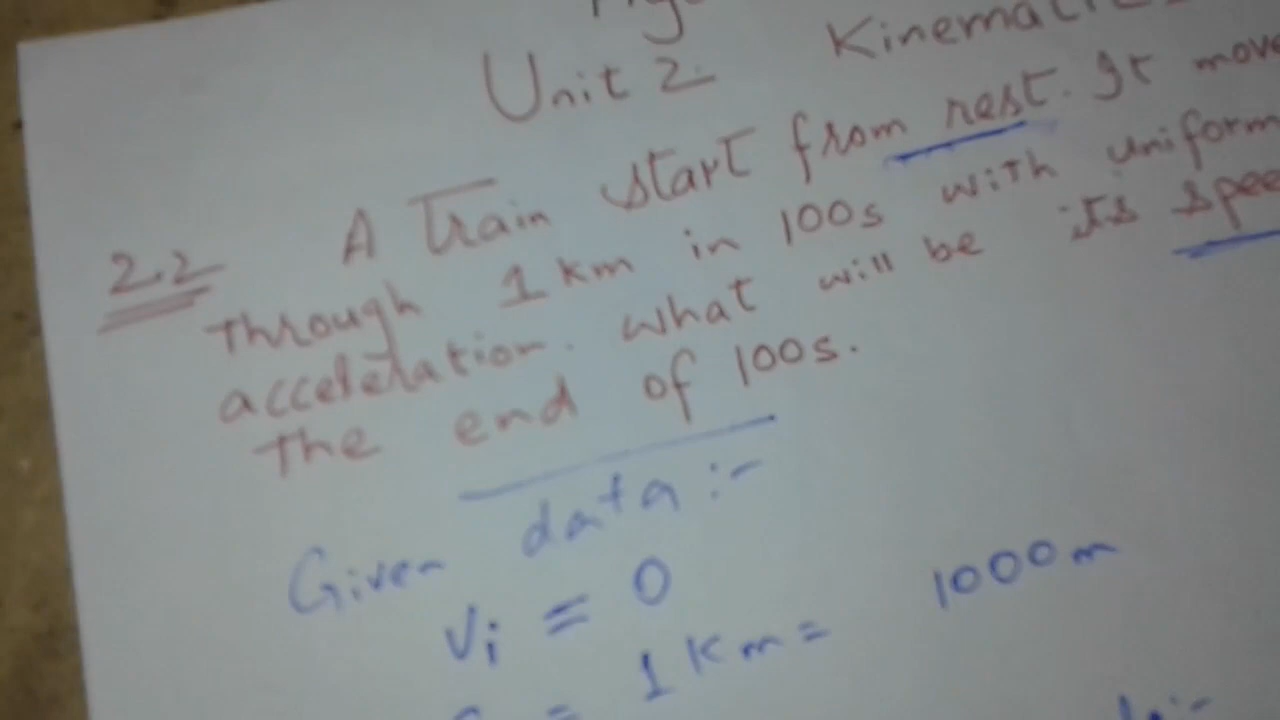 Unit 2 Kinematic
2.2 A Train start from rest. It move
through 1 km in 100s with uniform
acceleration. what will be its spee
the end of 100s.
Given data :-
Vi = 0
= 1 Km = 1000m